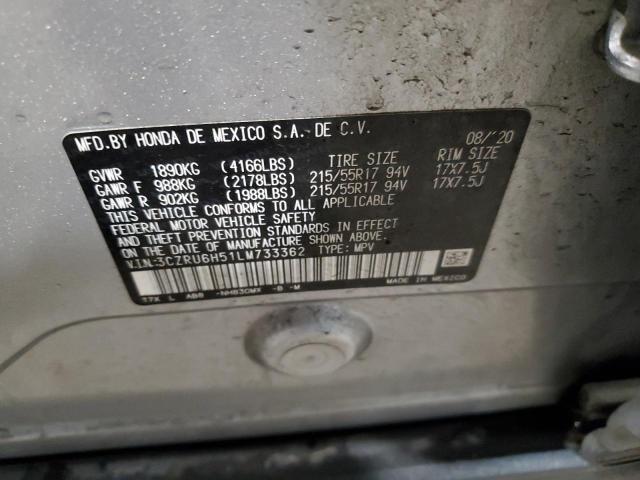 MFD.BY HONDA DE MEXICO S.A. DE C.V. 08/'20
GVWR 1890KG (4166LBS) TIRE SIZE RIM SIZE
GAWR F 988KG (2178LBS) 215/55R17 94V 17X7.5J
GAWR R 902KG (1988LBS) 215/55R17 94V 17X7.5J
THIS VEHICLE CONFORMS TO ALL APPLICABLE
FEDERAL MOTOR VEHICLE SAFETY
AND THEFT PREVENTION STANDARDS IN EFFECT
ON THE DATE OF MANUFACTURE SHOWN ABOVE.
V.I.N.:3CZRU6H51LM733362 TYPE: MPV
T7X L AB8 -NH830MX -B -M MADE IN MEXICO